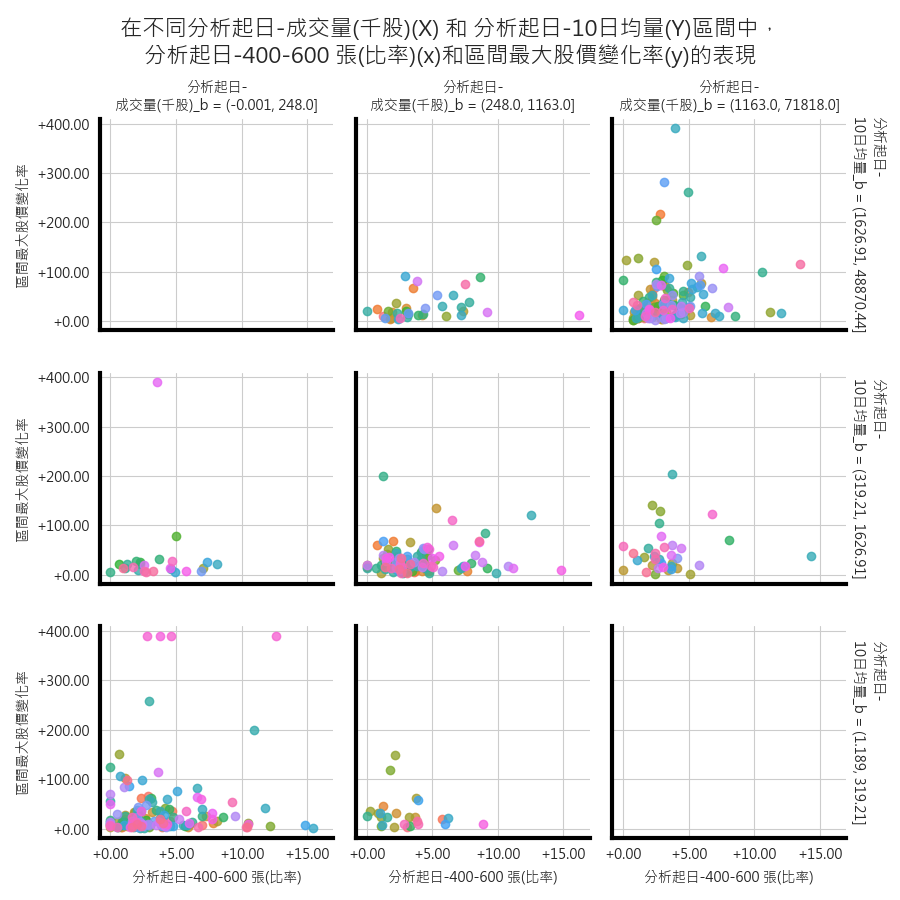 在不同分析起日-成交量(千股)(X) 和 分析起日-10日均量(Y)區間中，
分析起日-400-600 張(比率)(x)和區間最大股價變化率(y)的表現
分析起日-
成交量(千股)_b = (-0.001, 248.0]
分析起日-
成交量(千股)_b = (248.0, 1163.0]
分析起日-
成交量(千股)_b = (1163.0, 71818.0]
區間最大股價變化率
+400.00
+300.00
+200.00
+100.00
+0.00
分析起日-
10日均量_b = (1626.91, 48870.44]
區間最大股價變化率
+400.00
+300.00
+200.00
+100.00
+0.00
分析起日-
10日均量_b = (319.21, 1626.91]
區間最大股價變化率
+400.00
+300.00
+200.00
+100.00
+0.00
分析起日-
10日均量_b = (1.189, 319.21]
+0.00 +5.00 +10.00 +15.00
+0.00 +5.00 +10.00 +15.00
+0.00 +5.00 +10.00 +15.00
分析起日-400-600 張(比率)
分析起日-400-600 張(比率)
分析起日-400-600 張(比率)